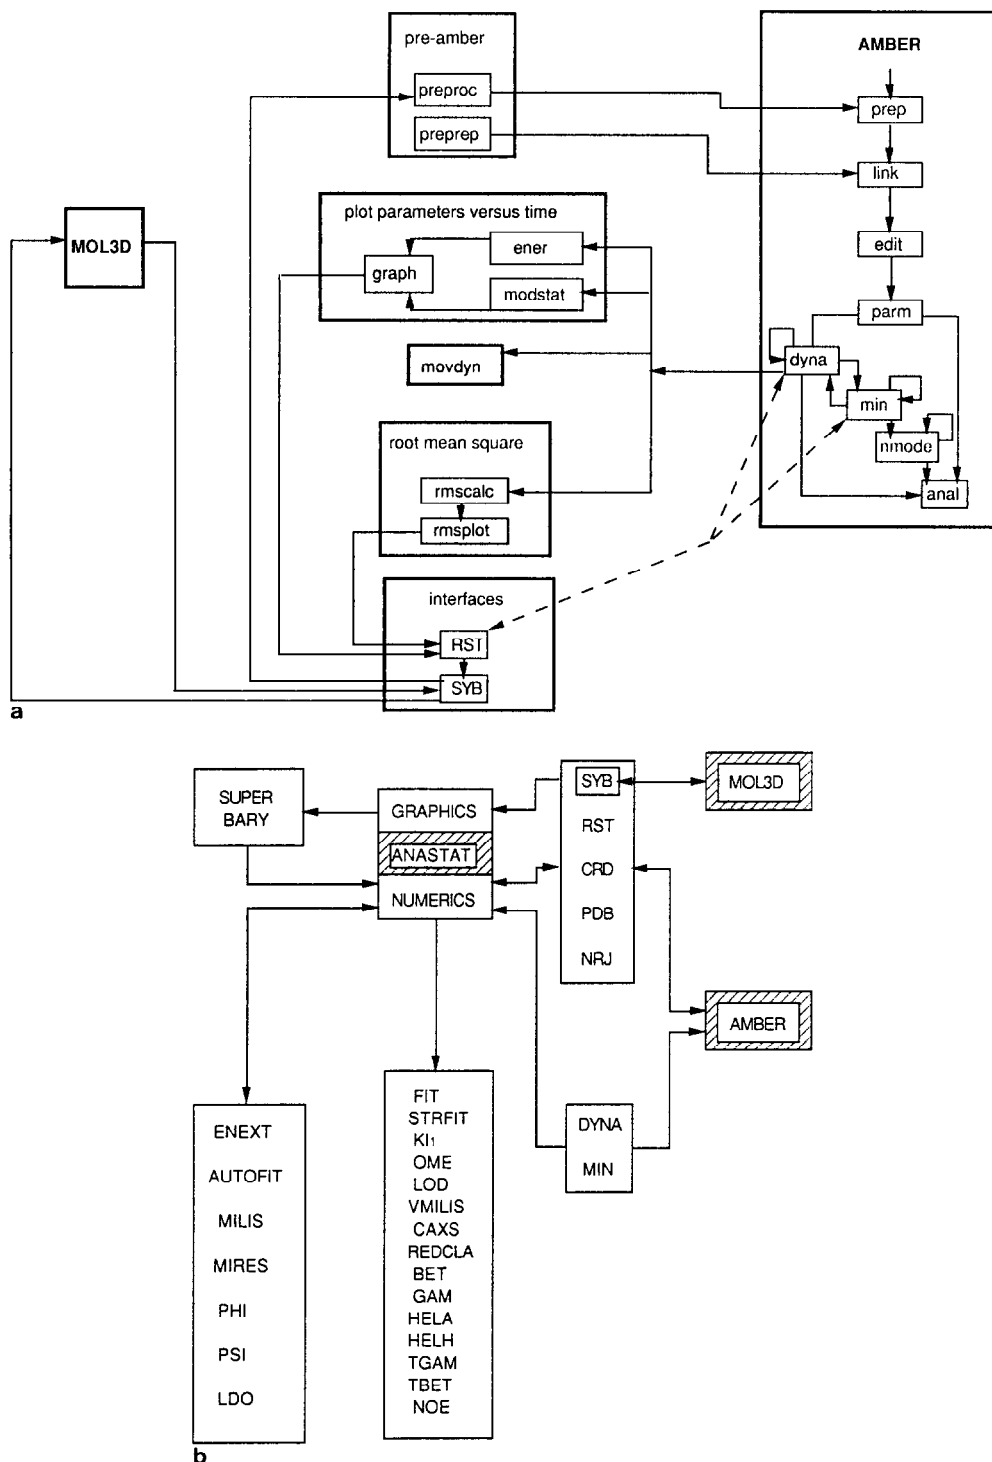 pre-amber
preproc
preprep
AMBER
prep
link
edit
parm
dyna
min
nmode
anal
MOL3D
plot parameters versus time
ener
graph
modstat
movdyn
root mean square
rmscalc
rmsplot
interfaces
RST
SYB
a
SUPER
BARY
GRAPHICS
ANASTAT
NUMERICS
SYB
RST
CRD
PDB
NRJ
MOL3D
AMBER
DYNA
MIN
ENEXT
AUTOFIT
MILIS
MIRES
PHI
PSI
LDO
FIT
STRFIT
KI1
OME
LOD
VMILIS
CAXS
REDCLA
BET
GAM
HELA
HELH
TGAM
TBET
NOE
b